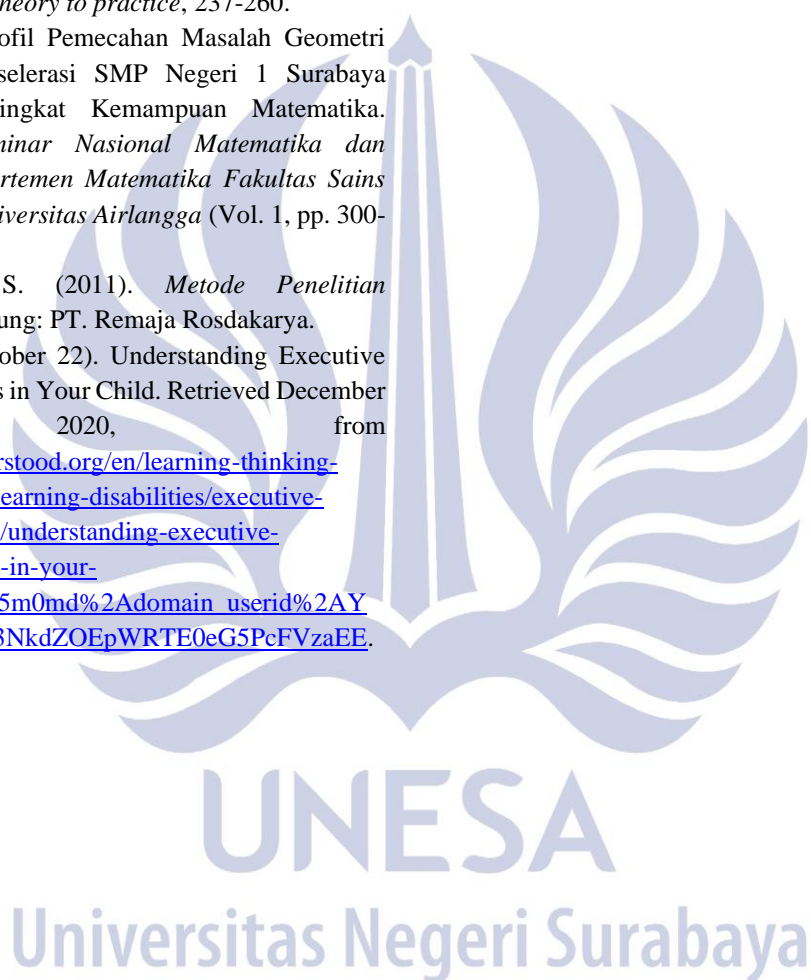 heory to practice, 237-260.
ofil Pemecahan Masalah Geometri
selerasi SMP Negeri 1 Surabaya
ingkat Kemampuan Matematika.
minar Nasional Matematika dan
artemen Matematika Fakultas Sains
iversitas Airlangga (Vol. 1, pp. 300-
S. (2011). Metode Penelitian
ung: PT. Remaja Rosdakarya.
ober 22). Understanding Executive
s in Your Child. Retrieved December
2020, from
rstood.org/en/learning-thinking-
earning-disabilities/executive-
/understanding-executive-
-in-your-
5m0md%2Adomain_userid%2AY
3NkdZOEpWRTE0eG5PcFVzaEE.
UNESA
Universitas Negeri Surabaya